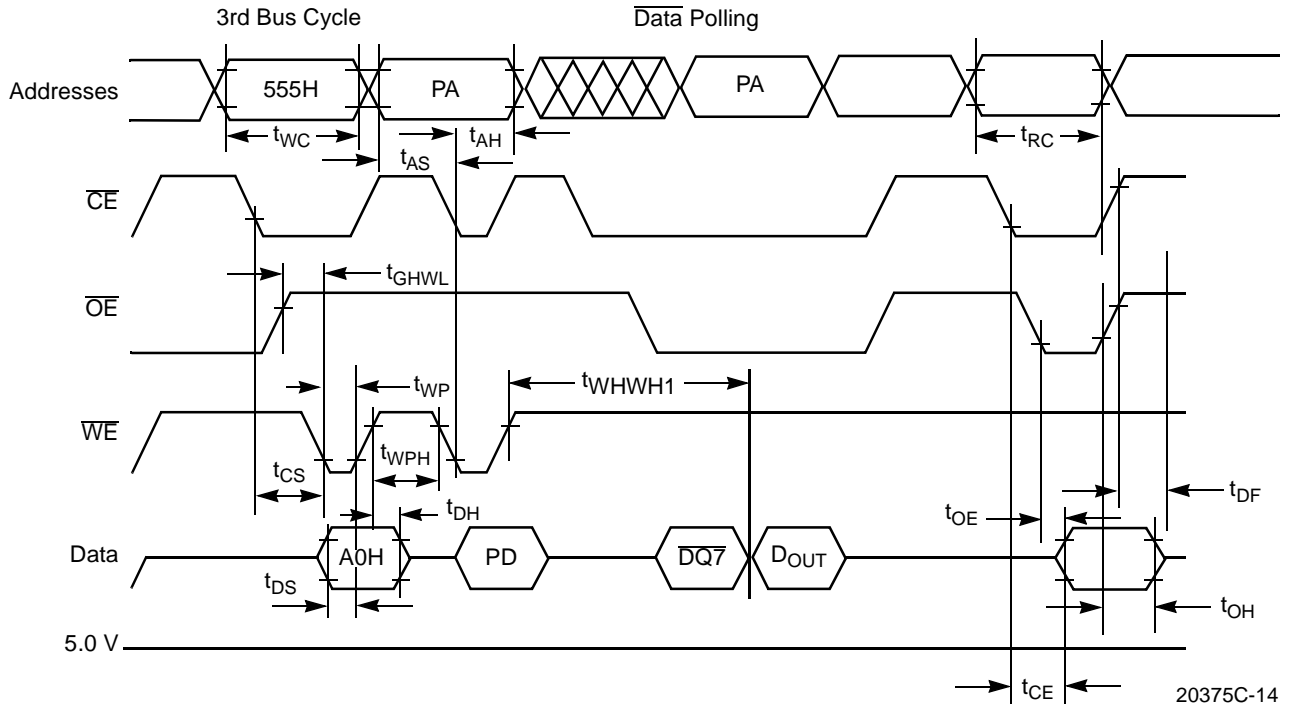 3rd Bus Cycle
Data Polling
Addresses
555H
PA
PA
tWC
tAH
tAS
tRC
CE
tGHWL
OE
tWP
tWHWH1
WE
tWPH
tCS
tDH
tOE
tDF
Data
A0H
PD
DQ7
DOUT
tDS
tOH
5.0 V
tCE
20375C-14